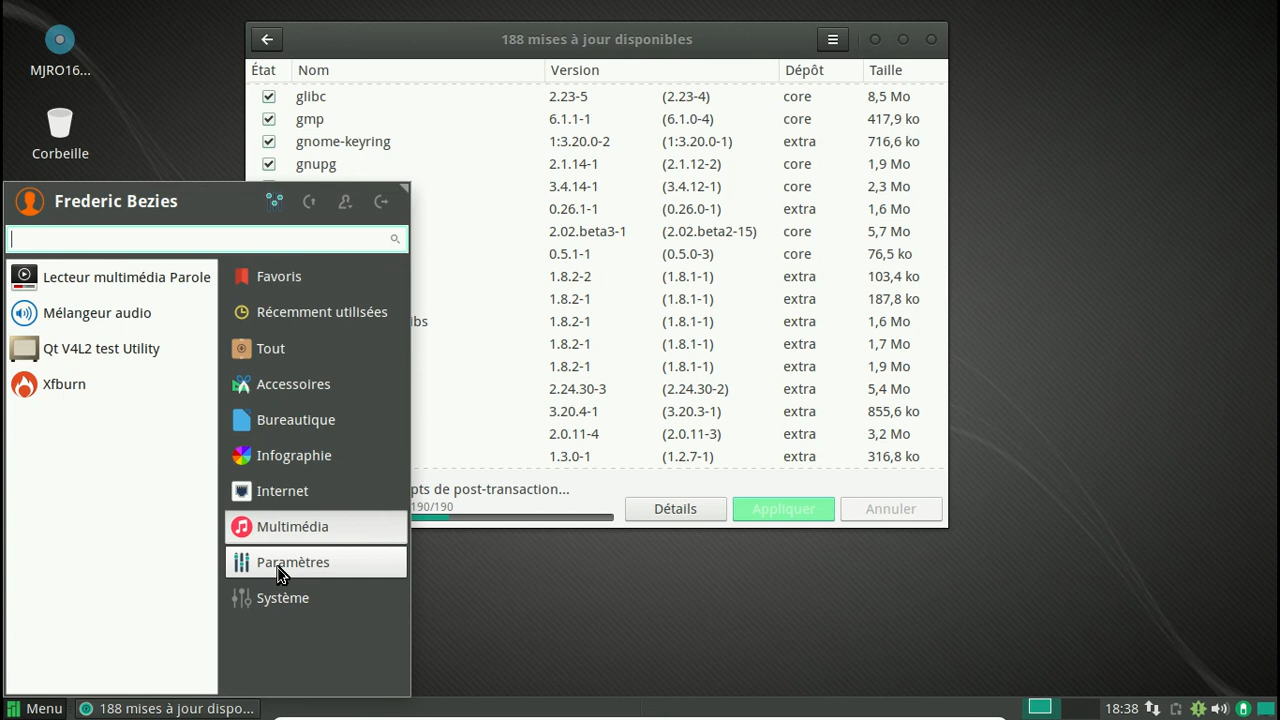 MJRO16...
Corbeille
188 mises à jour disponibles
État Nom Version Dépôt Taille
glibc 2.23-5 (2.23-4) core 8,5 Mo
gmp 6.1.1-1 (6.1.0-4) core 417,9 ko
gnome-keyring 1:3.20.0-2 (1:3.20.0-1) extra 716,6 ko
gnupg 2.1.14-1 (2.1.12-2) core 1,9 Mo
3.4.14-1 (3.4.12-1) core 2,3 Mo
0.26.1-1 (0.26.0-1) extra 1,6 Mo
2.02.beta3-1 (2.02.beta2-15) core 5,7 Mo
0.5.1-1 (0.5.0-3) core 76,5 ko
1.8.2-2 (1.8.1-1) extra 103,4 ko
1.8.2-1 (1.8.1-1) extra 187,8 ko
ibs 1.8.2-1 (1.8.1-1) extra 1,6 Mo
1.8.2-1 (1.8.1-1) extra 1,7 Mo
1.8.2-1 (1.8.1-1) extra 1,9 Mo
2.24.30-3 (2.24.30-2) extra 5,4 Mo
3.20.4-1 (3.20.3-1) extra 855,6 ko
2.0.11-4 (2.0.11-3) extra 3,2 Mo
1.3.0-1 (1.2.7-1) extra 316,8 ko
pts de post-transaction...
190/190
Détails Appliquer Annuler
Frederic Bezies
Lecteur multimédia Parole
Mélangeur audio
Qt V4L2 test Utility
Xfburn
Favoris
Récemment utilisées
Tout
Accessoires
Bureautique
Infographie
Internet
Multimédia
Paramètres
Système
Menu 188 mises à jour dispo... 18:38